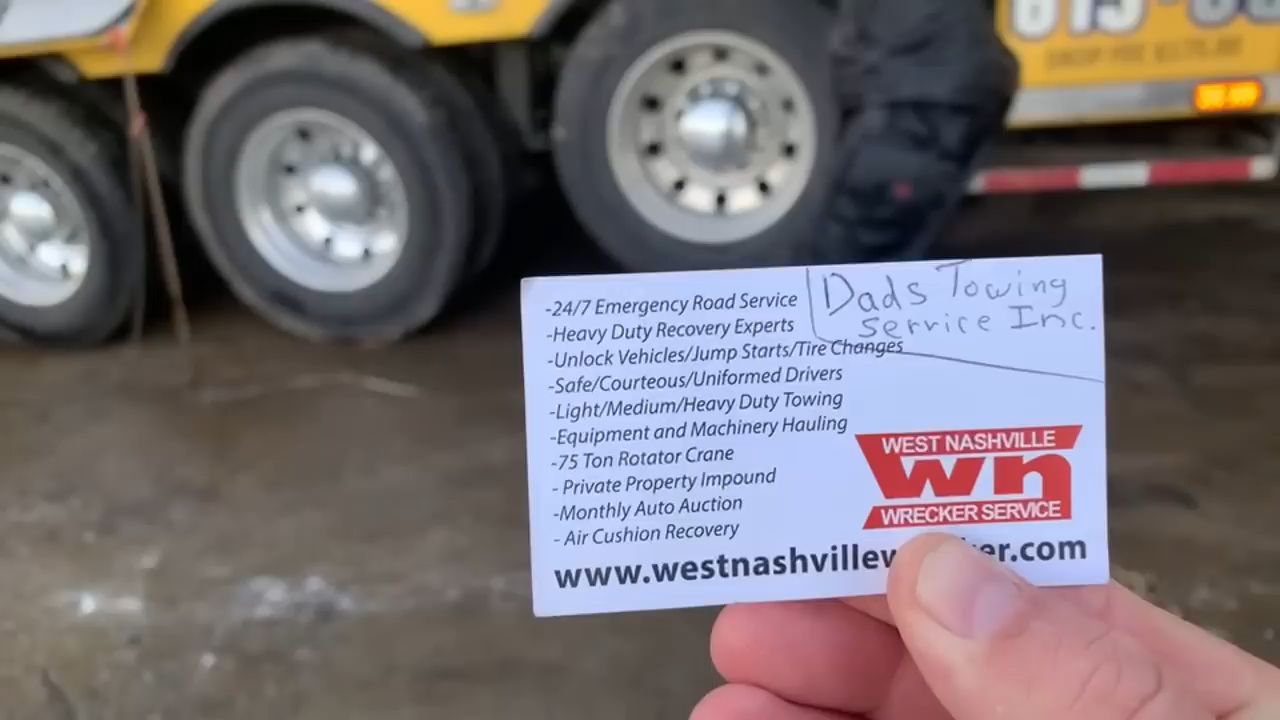 -24/7 Emergency Road Service
-Heavy Duty Recovery Experts
-Unlock Vehicles/Jump Starts/Tire Changes
-Safe/Courteous/Uniformed Drivers
-Light/Medium/Heavy Duty Towing
-Equipment and Machinery Hauling
-75 Ton Rotator Crane
- Private Property Impound
-Monthly Auto Auction
- Air Cushion Recovery
Dads Towing
Service Inc.
WEST NASHVILLE
wn
WRECKER SERVICE